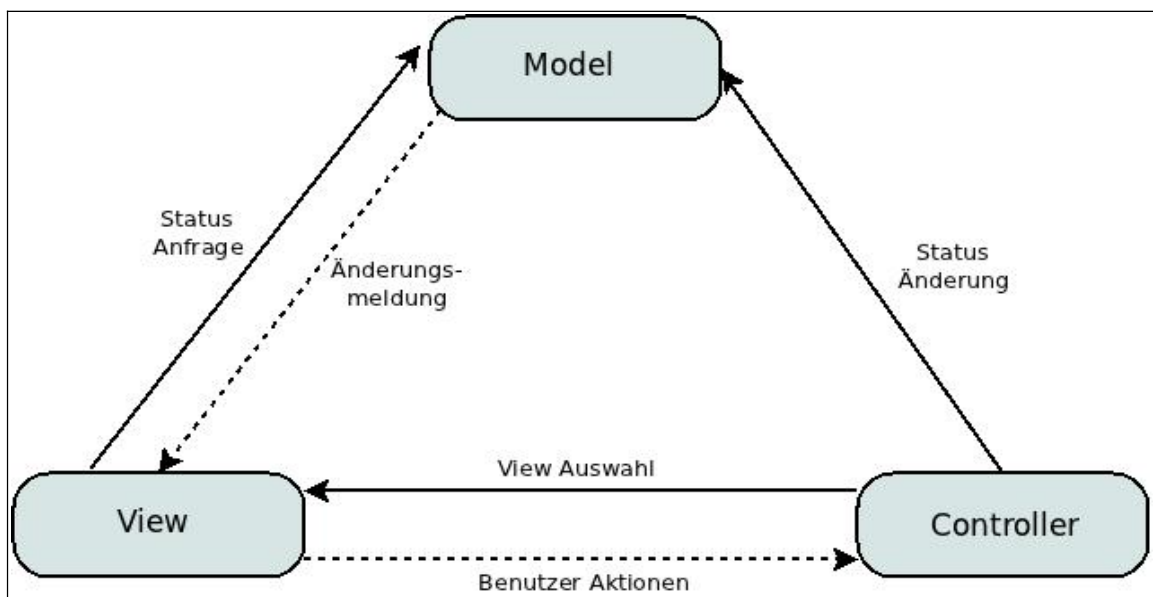 Model
Status
Anfrage
Änderungs-
meldung
Status
Änderung
View Auswahl
View
Controller
Benutzer Aktionen